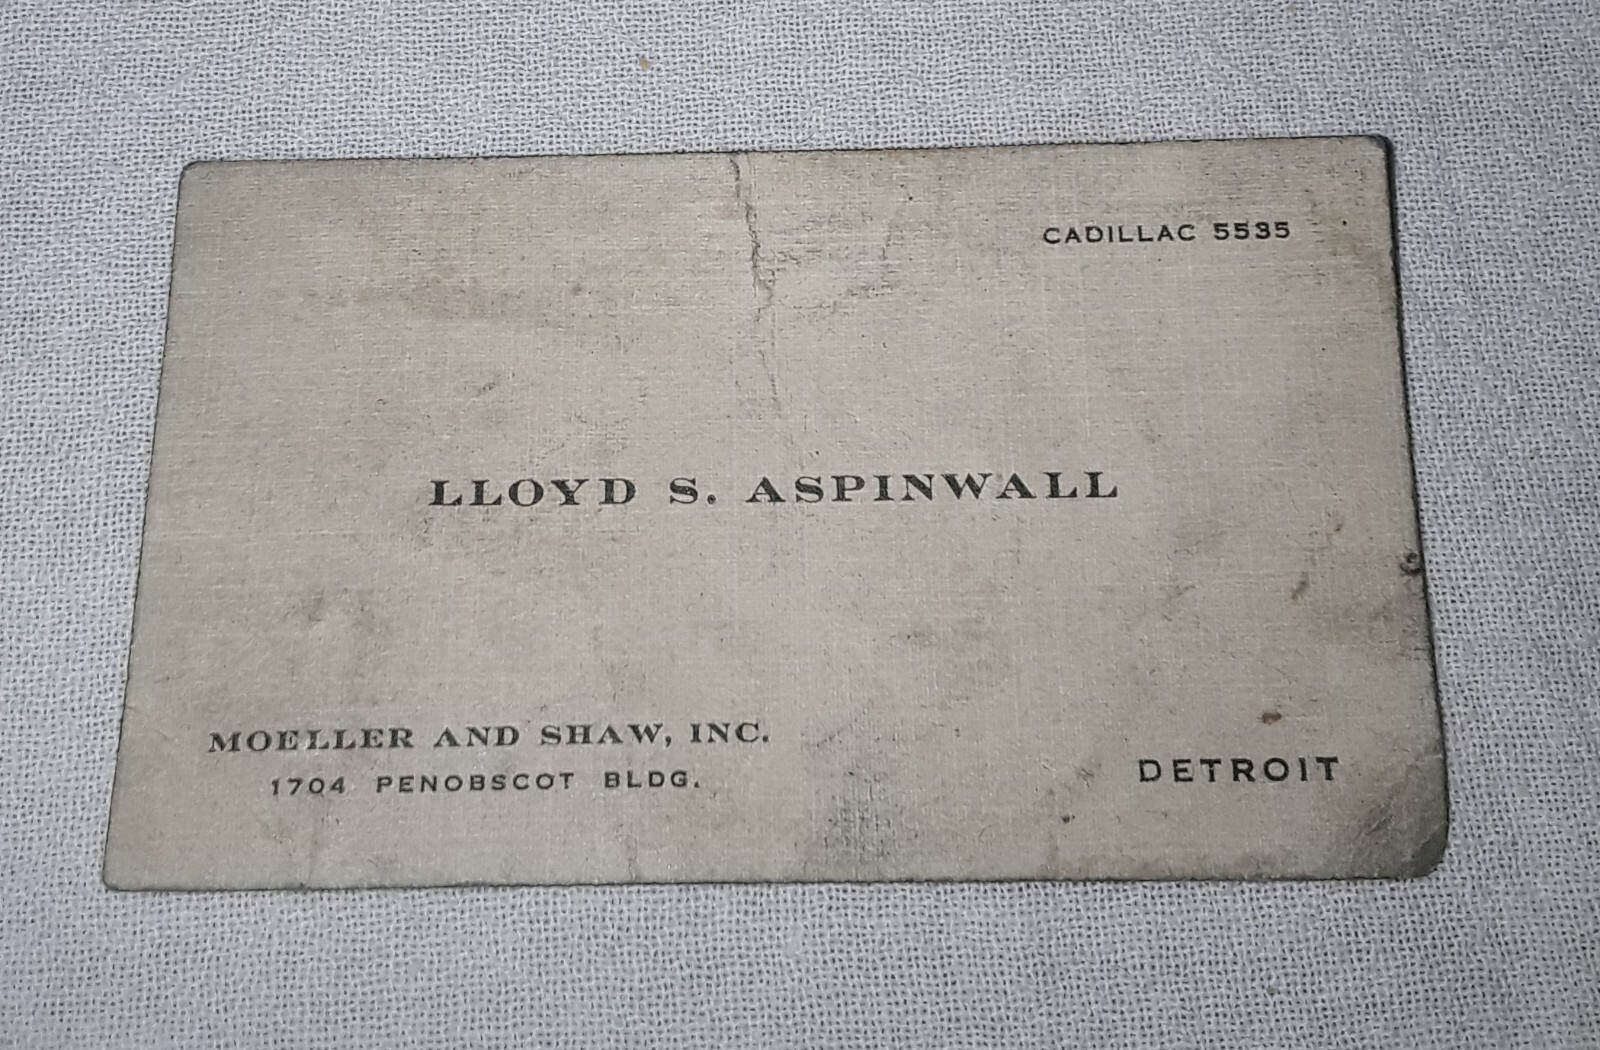 CADILLAC 5535
LLOYD S. ASPINWALL
MOELLER AND SHAW, INC.
1704 PENOBSCOT BLDG.
DETROIT